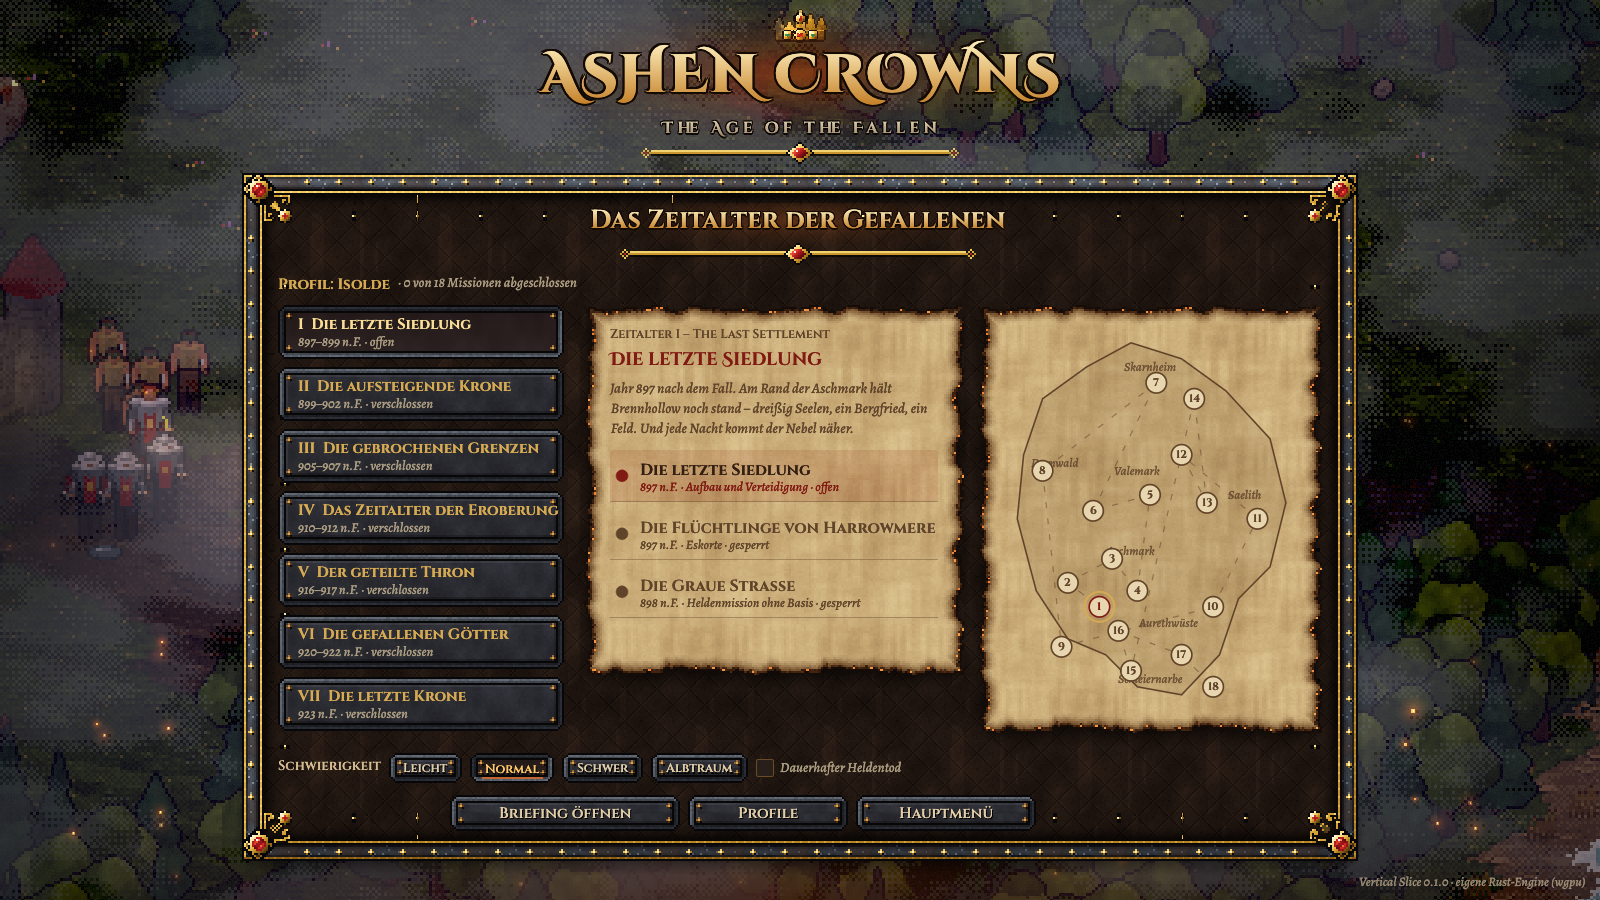 ASHEN CROWNS
THE AGE OF THE FALLEN
DAS ZEITALTER DER GEFALLENEN
PROFIL: ISOLDE · 0 von 18 Missionen abgeschlossen
I DIE LETZTE SIEDLUNG
897–899 n.F. · offen
II DIE AUFSTEIGENDE KRONE
899–902 n.F. · verschlossen
III DIE GEBROCHENEN GRENZEN
905–907 n.F. · verschlossen
IV DAS ZEITALTER DER EROBERUNG
910–912 n.F. · verschlossen
V DER GETEILTE THRON
916–917 n.F. · verschlossen
VI DIE GEFALLENEN GÖTTER
920–922 n.F. · verschlossen
VII DIE LETZTE KRONE
923 n.F. · verschlossen
ZEITALTER I – THE LAST SETTLEMENT
DIE LETZTE SIEDLUNG
Jahr 897 nach dem Fall. Am Rand der Aschmark hält
Brennhollow noch stand – dreißig Seelen, ein Bergfried, ein
Feld. Und jede Nacht kommt der Nebel näher.
DIE LETZTE SIEDLUNG
897 n.F. · Aufbau und Verteidigung · offen
DIE FLÜCHTLINGE VON HARROWMERE
897 n.F. · Eskorte · gesperrt
DIE GRAUE STRASSE
898 n.F. · Heldenmission ohne Basis · gesperrt
Skarnheim
7
14
12
8
Valemark
5
Saelith
13
6
11
3
2
4
1
10
Aurethwüste
16
9
17
15
18
SCHWIERIGKEIT LEICHT NORMAL SCHWER ALBTRAUM Dauerhafter Heldentod
BRIEFING ÖFFNEN PROFILE HAUPTMENÜ
Vertical Slice 0.1.0 · eigene Rust-Engine (wgpu)